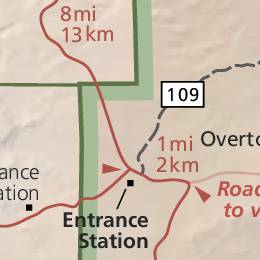 8mi
13km
109
1mi
2km
Overto
ance
ation
Road
to v
Entrance
Station